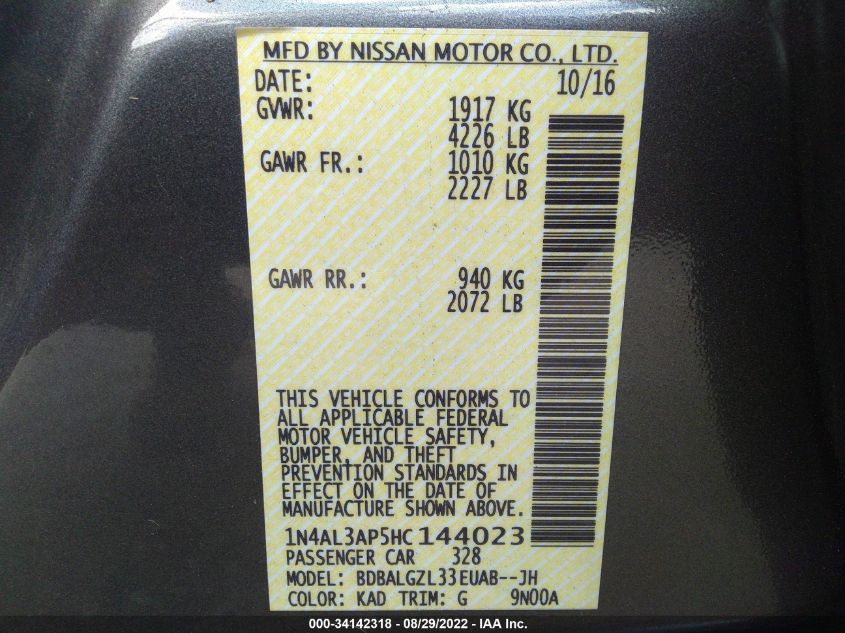 MFD BY NISSAN MOTOR CO., LTD.
DATE: 10/16
GVWR: 1917 KG
4226 LB
GAWR FR.: 1010 KG
2227 LB
GAWR RR.: 940 KG
2072 LB
THIS VEHICLE CONFORMS TO
ALL APPLICABLE FEDERAL
MOTOR VEHICLE SAFETY,
BUMPER, AND THEFT
PREVENTION STANDARDS IN
EFFECT ON THE DATE OF
MANUFACTURE SHOWN ABOVE.
1N4AL3AP5HC144023
PASSENGER CAR 328
MODEL: BDBALGZL33EUAB--JH
COLOR: KAD TRIM: G 9N00A
000-34142318 - 08/29/2022 - IAA Inc.